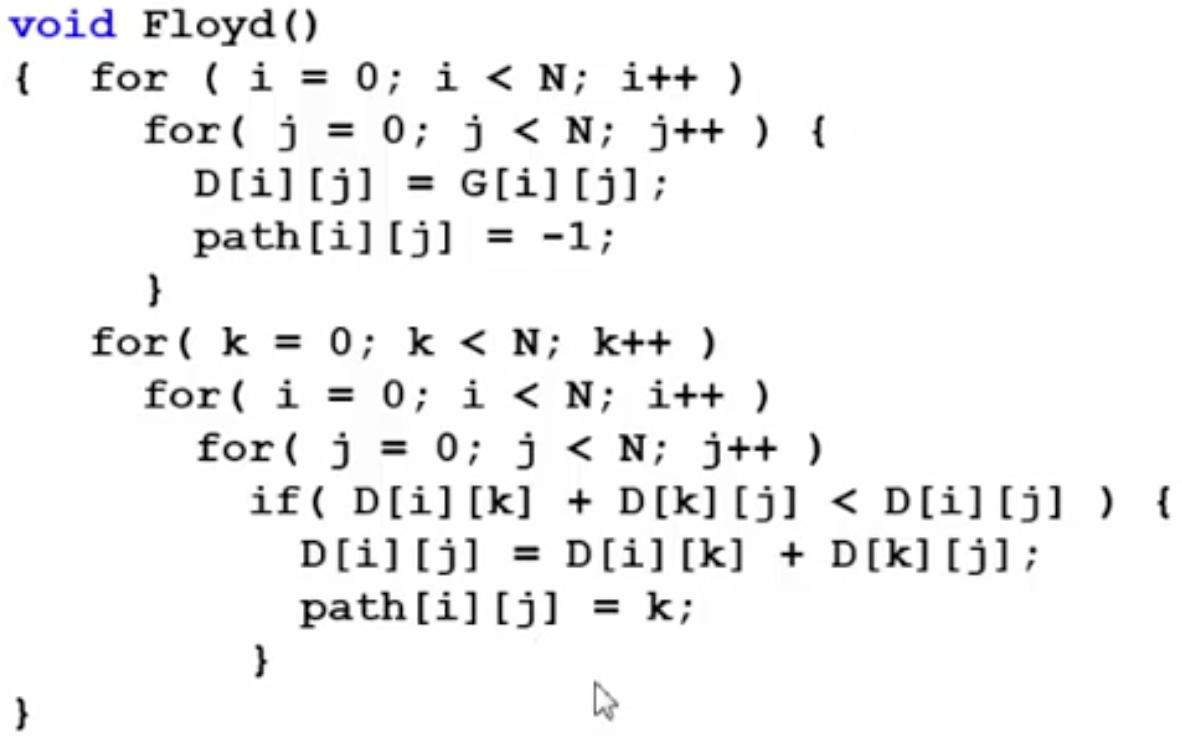 void Floyd()
{  for ( i = 0; i < N; i++ )
     for( j = 0; j < N; j++ ) {
       D[i][j] = G[i][j];
       path[i][j] = -1;
     }
   for( k = 0; k < N; k++ )
     for( i = 0; i < N; i++ )
       for( j = 0; j < N; j++ )
         if( D[i][k] + D[k][j] < D[i][j] ) {
           D[i][j] = D[i][k] + D[k][j];
           path[i][j] = k;
         }
}